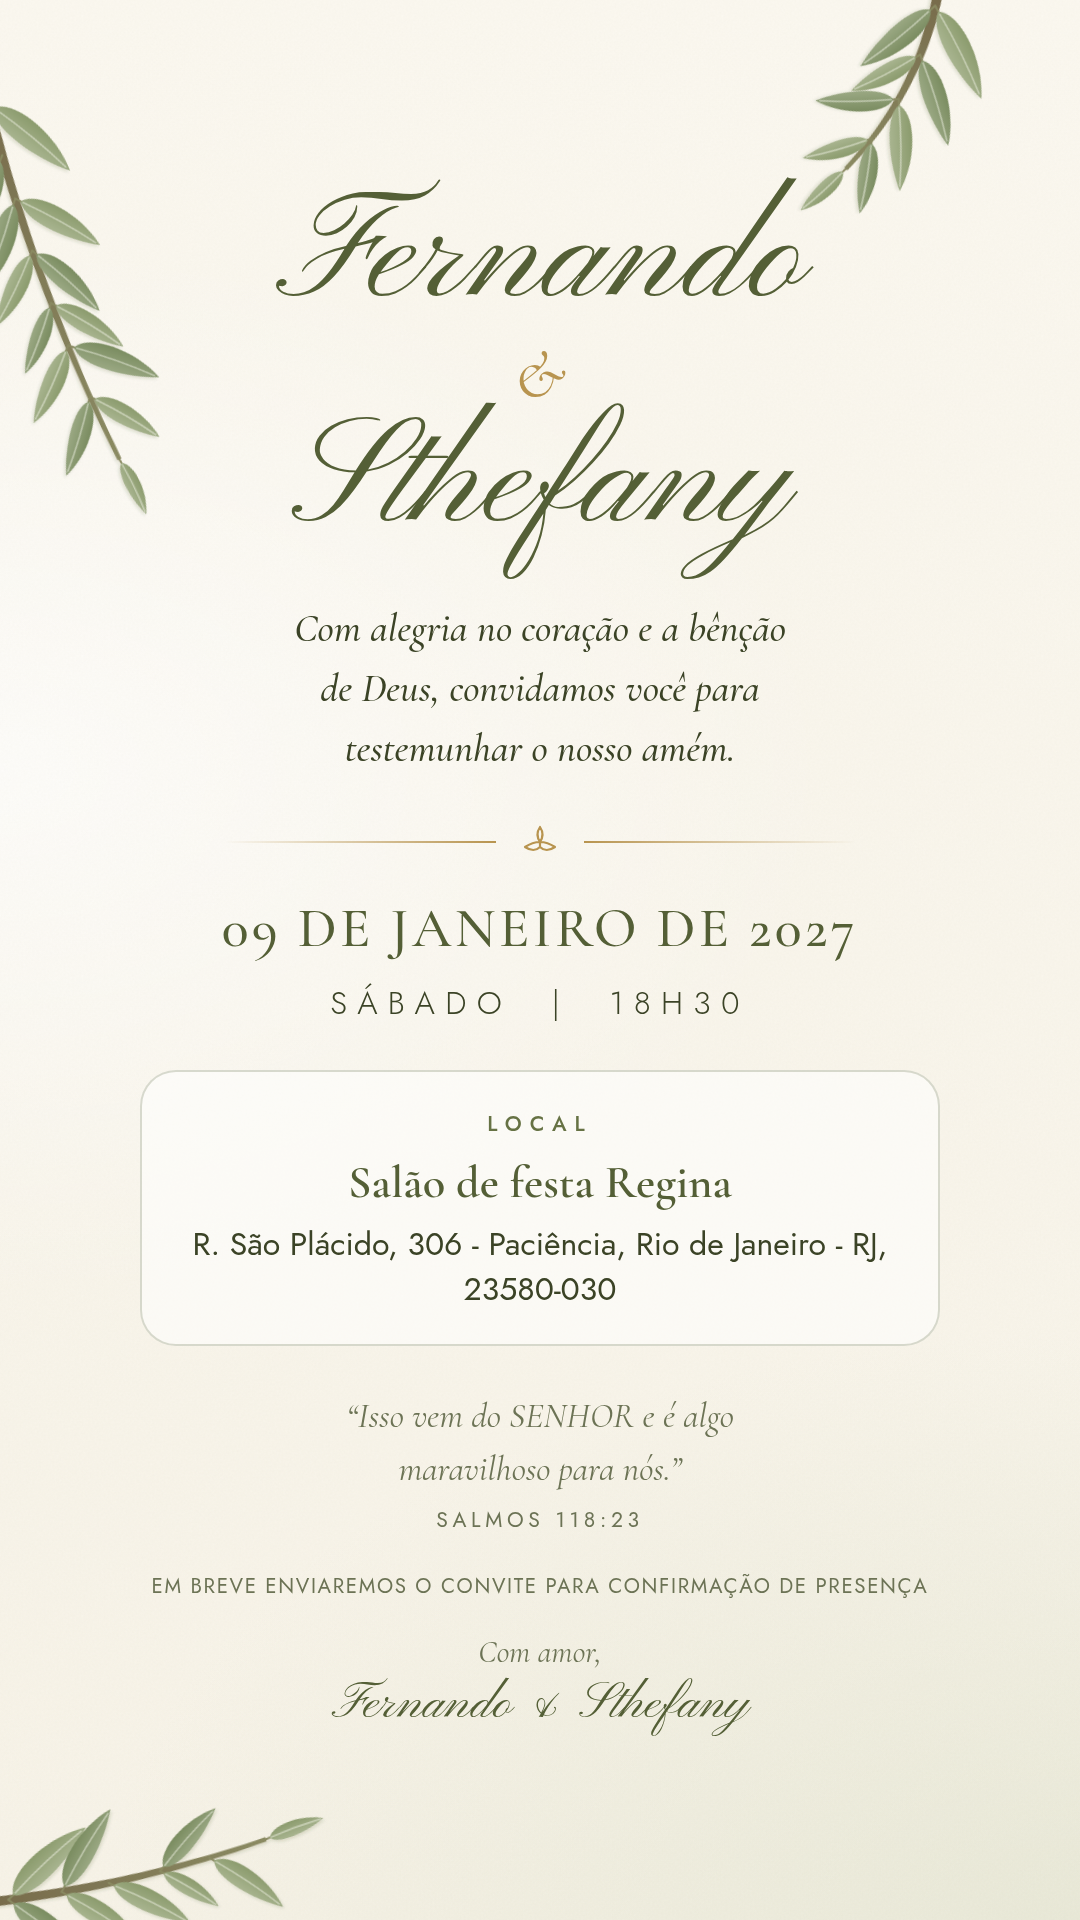 Fernando
&
Sthefany
Com alegria no coração e a bênção
de Deus, convidamos você para
testemunhar o nosso amém.
09 DE JANEIRO DE 2027
SÁBADO | 18H30
LOCAL
Salão de festa Regina
R. São Plácido, 306 - Paciência, Rio de Janeiro - RJ,
23580-030
“Isso vem do SENHOR e é algo
maravilhoso para nós.”
SALMOS 118:23
EM BREVE ENVIAREMOS O CONVITE PARA CONFIRMAÇÃO DE PRESENÇA
Com amor,
Fernando & Sthefany